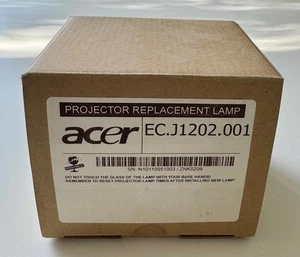 PROJECTOR REPLACEMENT LAMP
acer
EC.J1202.001
S/N: N10110951003 / ZNK0209
DO NOT TOUCH THE GLASS OF THE LAMP WITH YOUR BARE HANDS!
REMEMBER TO RESET PROJECTOR LAMP TIMER AFTER INSTALLING NEW LAMP